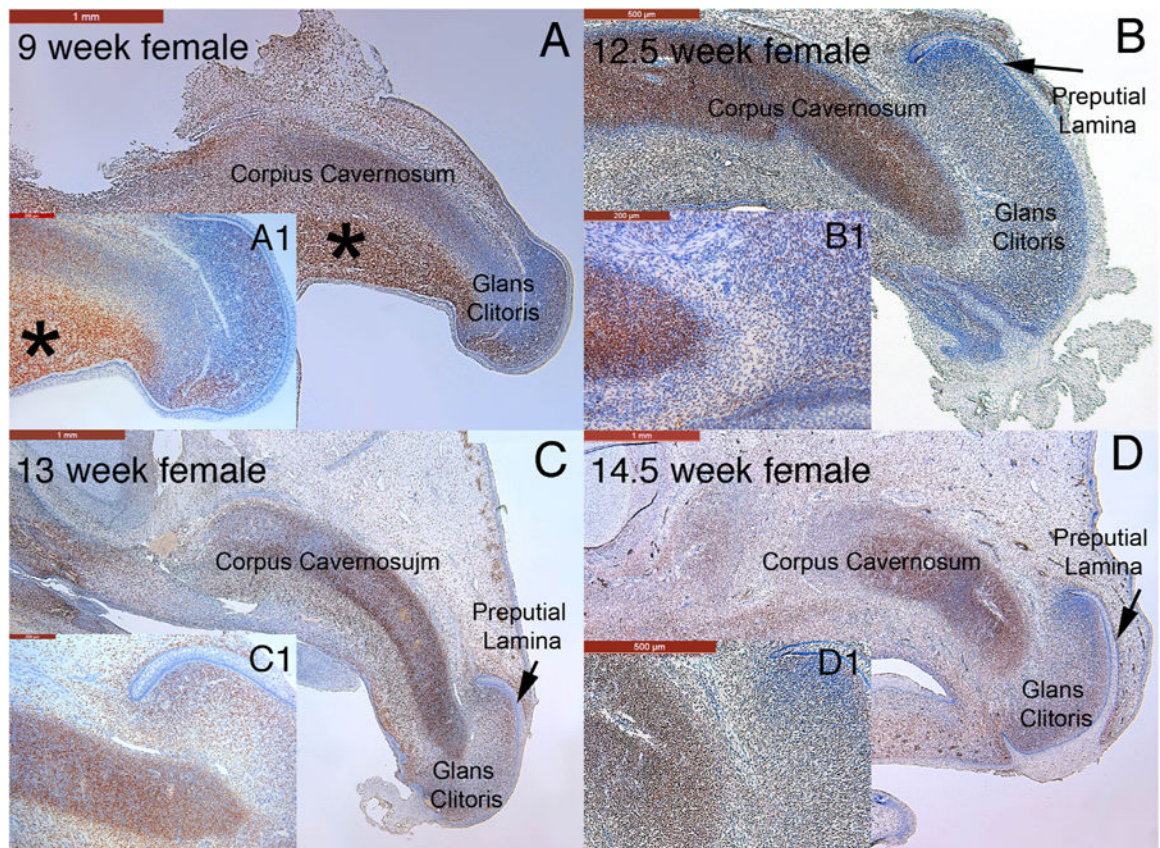 1 mm
9 week female
A
Corpius Cavernosum
A1
*
*
Glans
Clitoris
500 µm
12.5 week female
B
Corpus Cavernosum
Preputial
Lamina
Glans
Clitoris
200 µm
B1
1 mm
13 week female
C
Corpus Cavernosujm
Preputial
Lamina
C1
Glans
Clitoris
1 mm
14.5 week female
D
Corpus Cavernosum
Preputial
Lamina
500 µm
D1
Glans
Clitoris